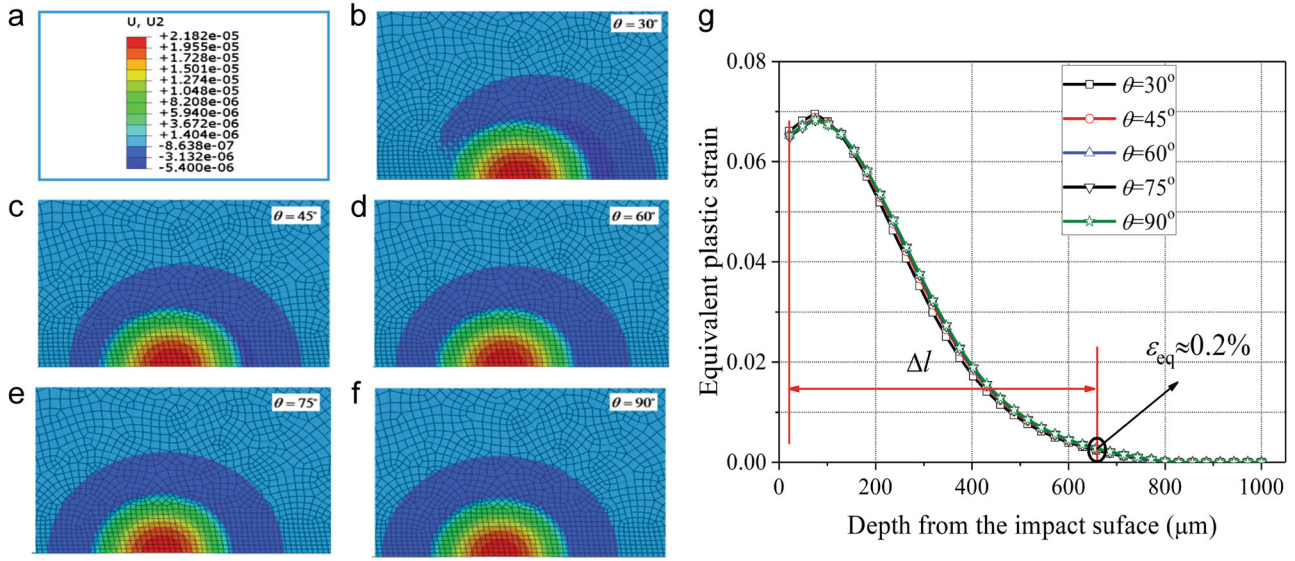 a
U, U2
+2.182e-05
+1.955e-05
+1.728e-05
+1.501e-05
+1.274e-05
+1.048e-05
+8.208e-06
+5.940e-06
+3.672e-06
+1.404e-06
-8.638e-07
-3.132e-06
-5.400e-06
b
θ = 30°
c
θ = 45°
d
θ = 60°
e
θ = 75°
f
θ = 90°
g
Equivalent plastic strain
0.08
0.06
0.04
0.02
0.00
θ=30°
θ=45°
θ=60°
θ=75°
θ=90°
Δl
εeq≈0.2%
0 200 400 600 800 1000
Depth from the impact suface (μm)